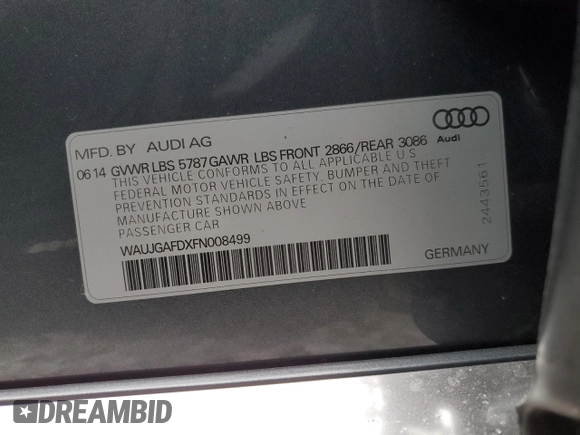 MFD. BY AUDI AG
Audi
0614 GVWR LBS 5787 GAWR LBS FRONT 2866/REAR 3086
THIS VEHICLE CONFORMS TO ALL APPLICABLE U.S
FEDERAL MOTOR VEHICLE SAFETY, BUMPER AND THEFT
PREVENTION STANDARDS IN EFFECT ON THE DATE OF
MANUFACTURE SHOWN ABOVE
PASSENGER CAR
2443561
WAUJGAFDXFN008499
GERMANY
DREAMBID